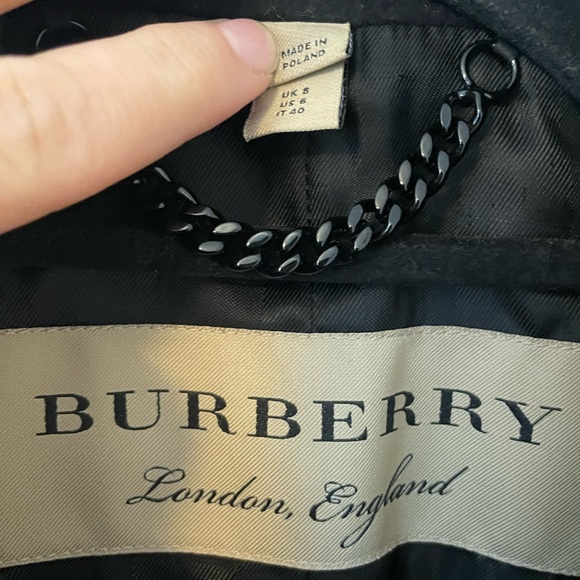 MADE IN
POLAND
UK 8
US 6
IT 40
BURBERRY
London, England